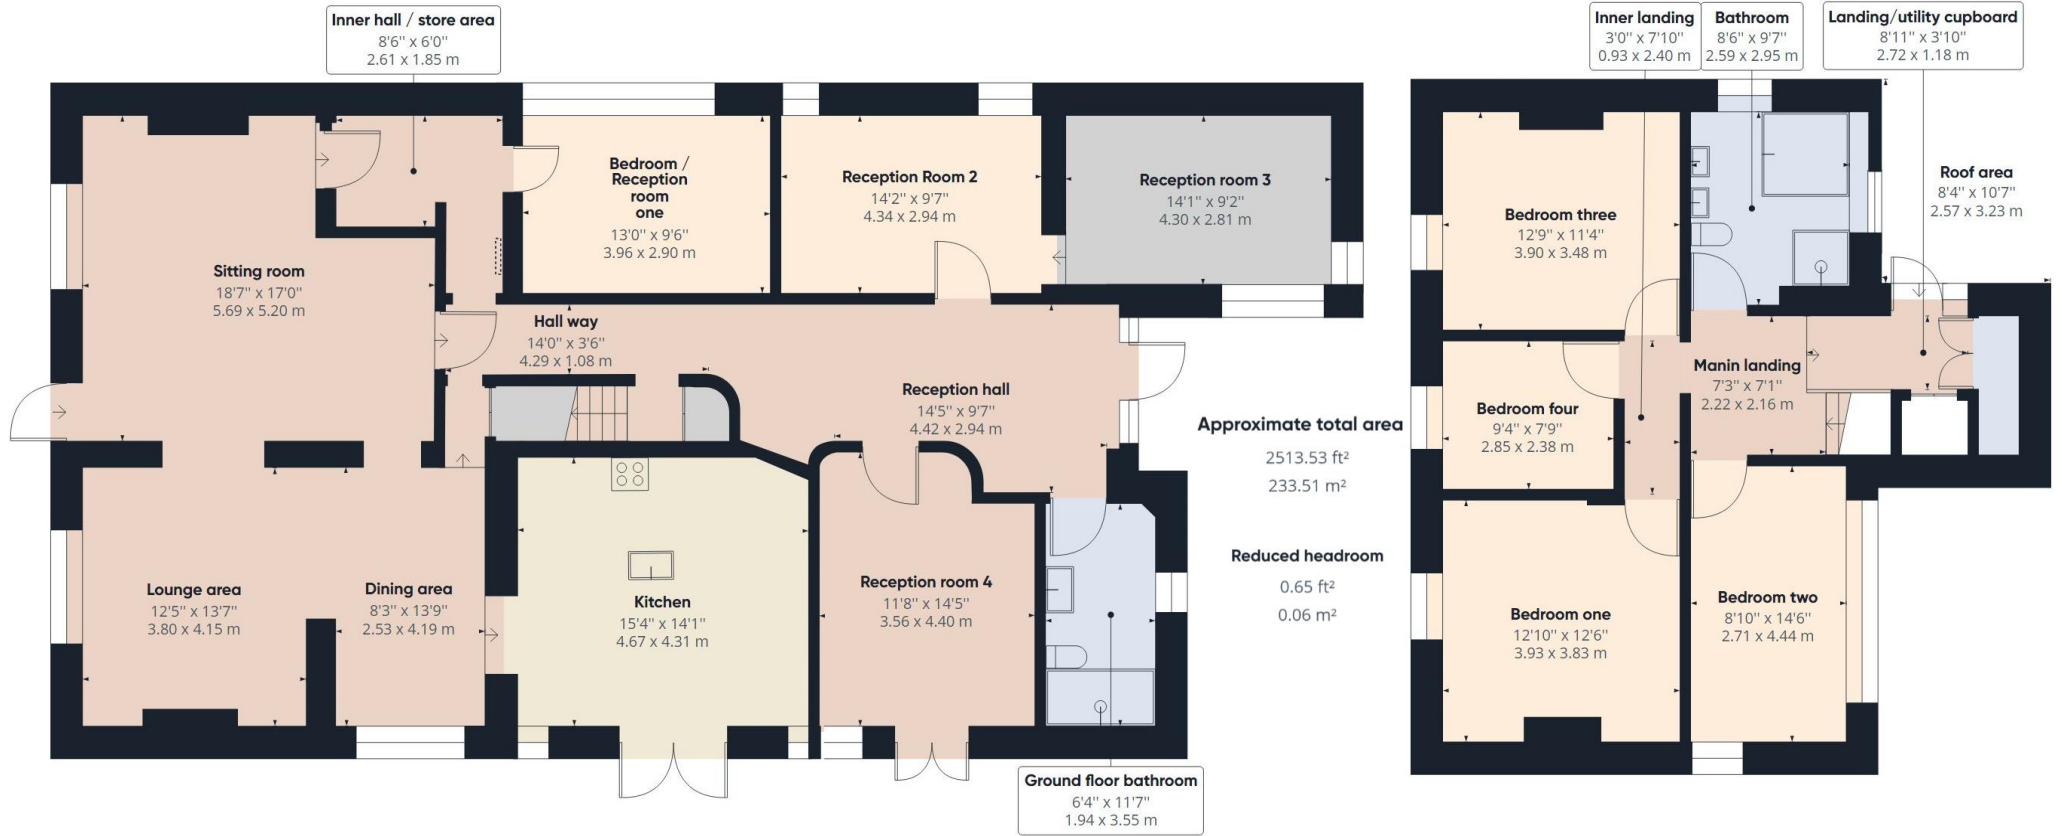 Inner hall / store area
8'6" x 6'0"
2.61 x 1.85 m
Bedroom /
Reception
room
one
13'0" x 9'6"
3.96 x 2.90 m
Reception Room 2
14'2" x 9'7"
4.34 x 2.94 m
Reception room 3
14'1" x 9'2"
4.30 x 2.81 m
Sitting room
18'7" x 17'0"
5.69 x 5.20 m
Hall way
14'0" x 3'6"
4.29 x 1.08 m
Reception hall
14'5" x 9'7"
4.42 x 2.94 m
Lounge area
12'5" x 13'7"
3.80 x 4.15 m
Dining area
8'3" x 13'9"
2.53 x 4.19 m
Kitchen
15'4" x 14'1"
4.67 x 4.31 m
Reception room 4
11'8" x 14'5"
3.56 x 4.40 m
Ground floor bathroom
6'4" x 11'7"
1.94 x 3.55 m
Approximate total area
2513.53 ft²
233.51 m²
Reduced headroom
0.65 ft²
0.06 m²
Inner landing
3'0" x 7'10"
0.93 x 2.40 m
Bathroom
8'6" x 9'7"
2.59 x 2.95 m
Landing/utility cupboard
8'11" x 3'10"
2.72 x 1.18 m
Roof area
8'4" x 10'7"
2.57 x 3.23 m
Bedroom three
12'9" x 11'4"
3.90 x 3.48 m
Manin landing
7'3" x 7'1"
2.22 x 2.16 m
Bedroom four
9'4" x 7'9"
2.85 x 2.38 m
Bedroom one
12'10" x 12'6"
3.93 x 3.83 m
Bedroom two
8'10" x 14'6"
2.71 x 4.44 m